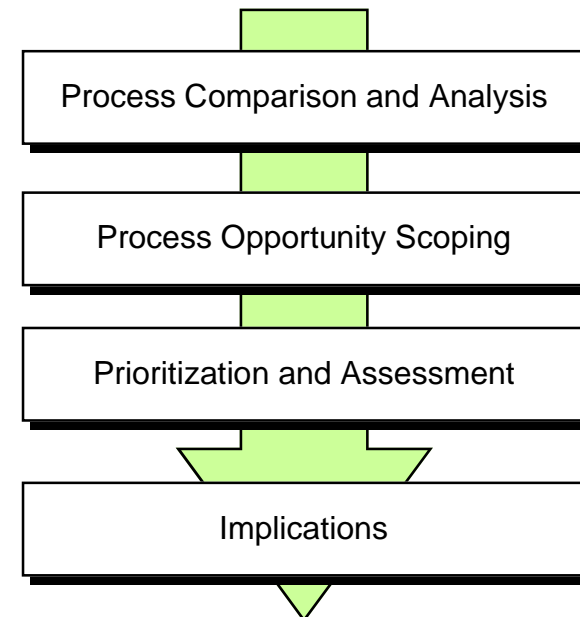 Process Comparison and Analysis
Process Opportunity Scoping
Prioritization and Assessment
Implications